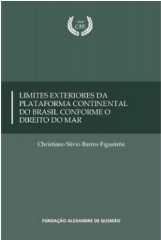 CAE
LIMITES EXTERIORES DA
PLATAFORMA CONTINENTAL
DO BRASIL CONFORME O
DIREITO DO MAR
Christiano Sávio Barros Figueirôa
FUNDAÇÃO ALEXANDRE DE GUSMÃO